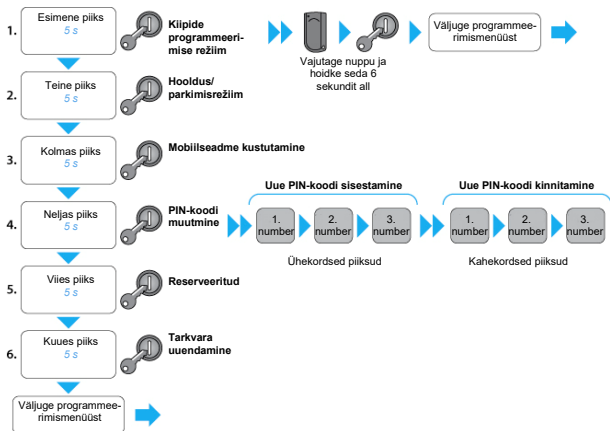 1.
Esimene piiks
5 s
Kiipide
programmeeri-
mise režiim
Vajutage nuppu ja
hoidke seda 6
sekundit all
Väljuge programmee-
rimismenüüst
2.
Teine piiks
5 s
Hooldus/
parkimisrežiim
3.
Kolmas piiks
5 s
Mobiilseadme kustutamine
4.
Neljas piiks
5 s
PIN-koodi
muutmine
Uue PIN-koodi sisestamine
1.
number
2.
number
3.
number
Ühekordsed piiksud
Uue PIN-koodi kinnitamine
1.
number
2.
number
3.
number
Kahekordsed piiksud
5.
Viies piiks
5 s
Reserveeritud
6.
Kuues piiks
5 s
Tarkvara
uuendamine
Väljuge programmee-
rimismenüüst